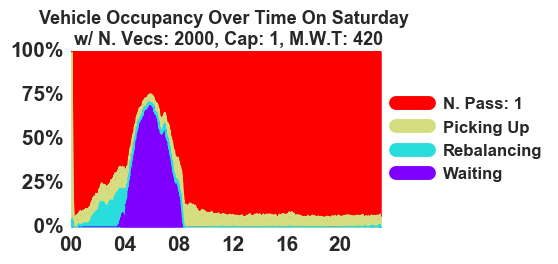 Vehicle Occupancy Over Time On Saturday
w/ N. Vecs: 2000, Cap: 1, M.W.T: 420
100%
75%
50%
25%
0%
00 04 08 12 16 20
N. Pass: 1
Picking Up
Rebalancing
Waiting